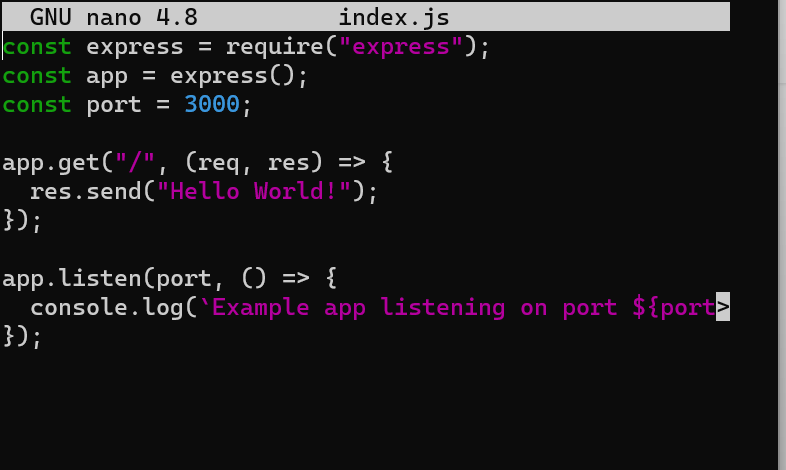 GNU nano 4.8 index.js
const express = require("express");
const app = express();
const port = 3000;

app.get("/", (req, res) => {
  res.send("Hello World!");
});

app.listen(port, () => {
  console.log(`Example app listening on port ${port>
});